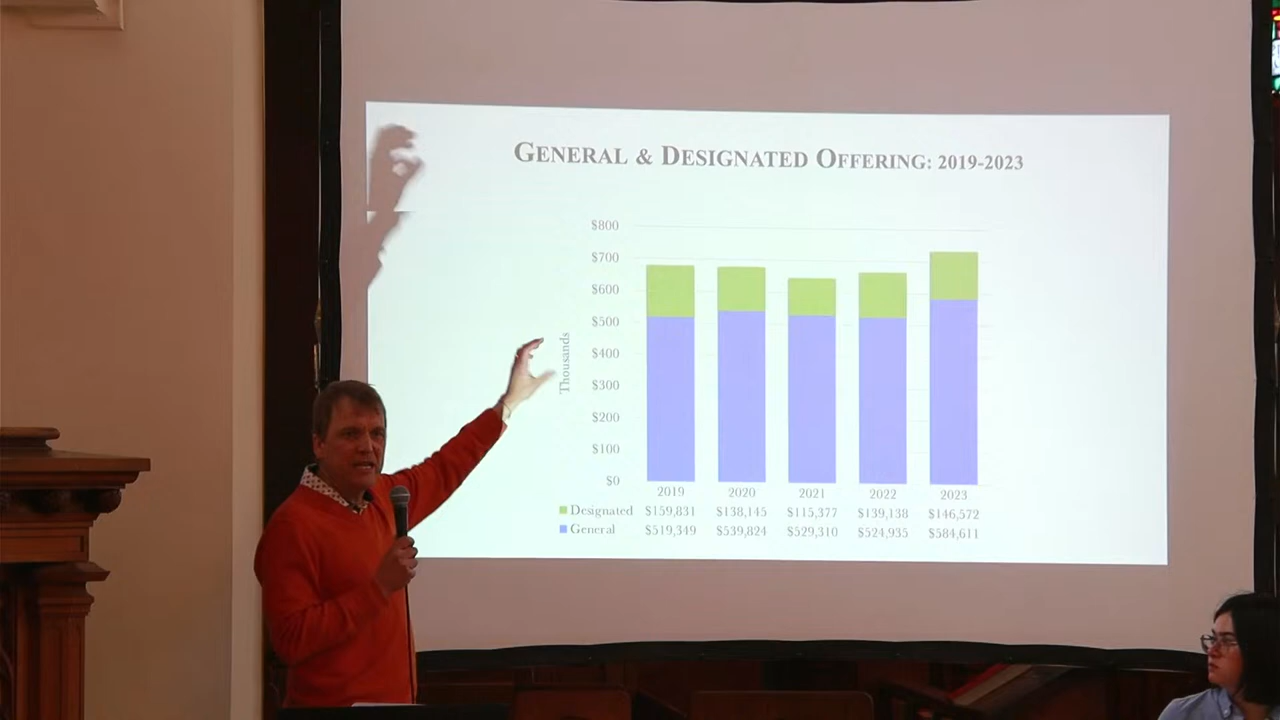 GENERAL & DESIGNATED OFFERING: 2019-2023
$800
$700
$600
$500
$400
$300
$200
$100
$0
Thousands
2019 2020 2021 2022 2023
Designated $159,831 $138,145 $115,377 $139,138 $146,572
General $519,349 $539,824 $529,310 $524,935 $584,611